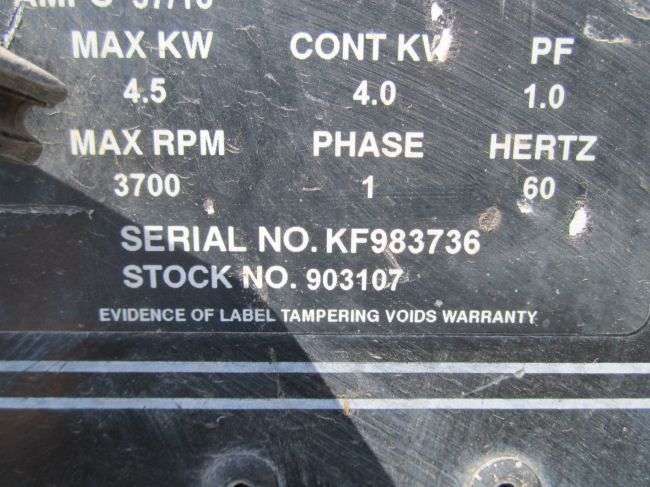 MAX KW CONT KW PF
4.5 4.0 1.0
MAX RPM PHASE HERTZ
3700 1 60
SERIAL NO. KF983736
STOCK NO. 903107
EVIDENCE OF LABEL TAMPERING VOIDS WARRANTY